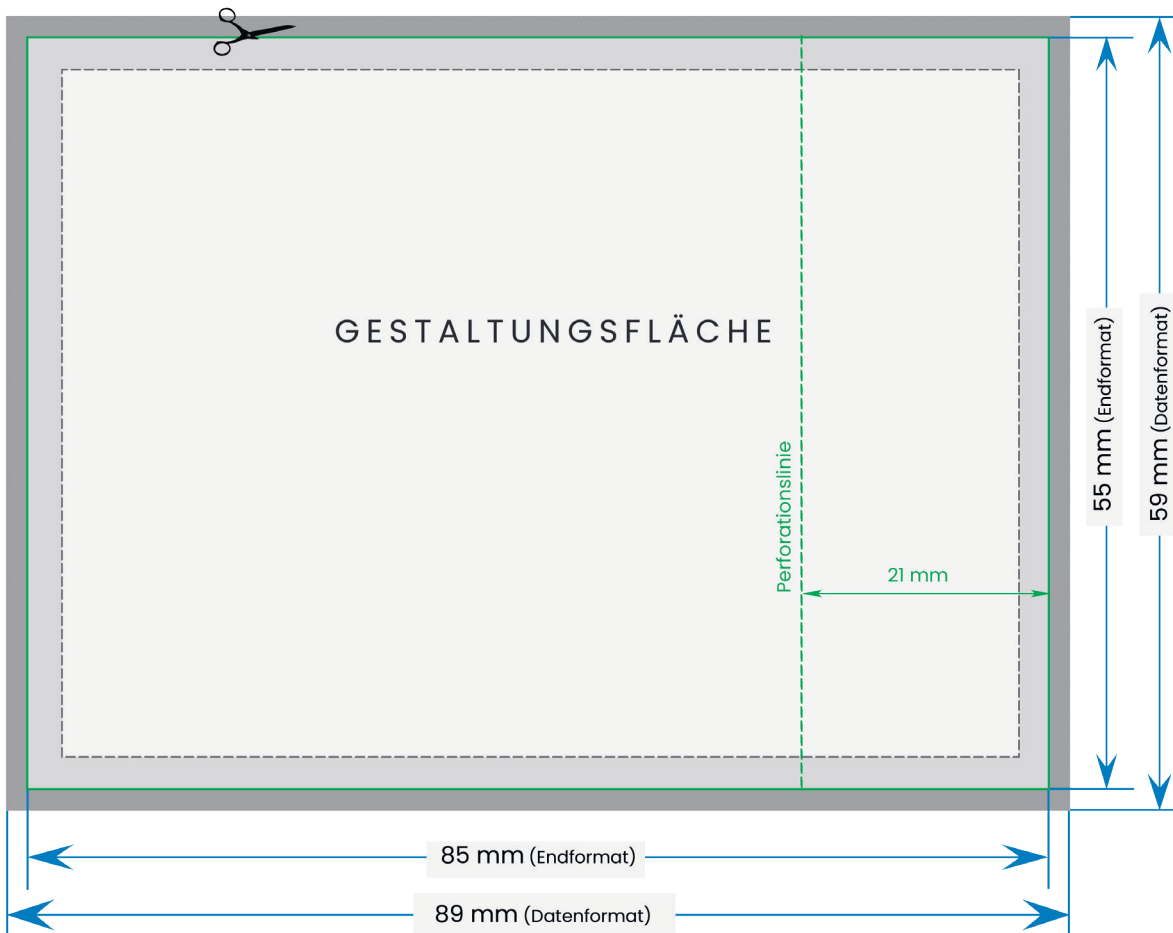 GESTALTUNGSFLÄCHE
Perforationslinie
21 mm
55 mm (Endformat)
59 mm (Datenformat)
85 mm (Endformat)
89 mm (Datenformat)